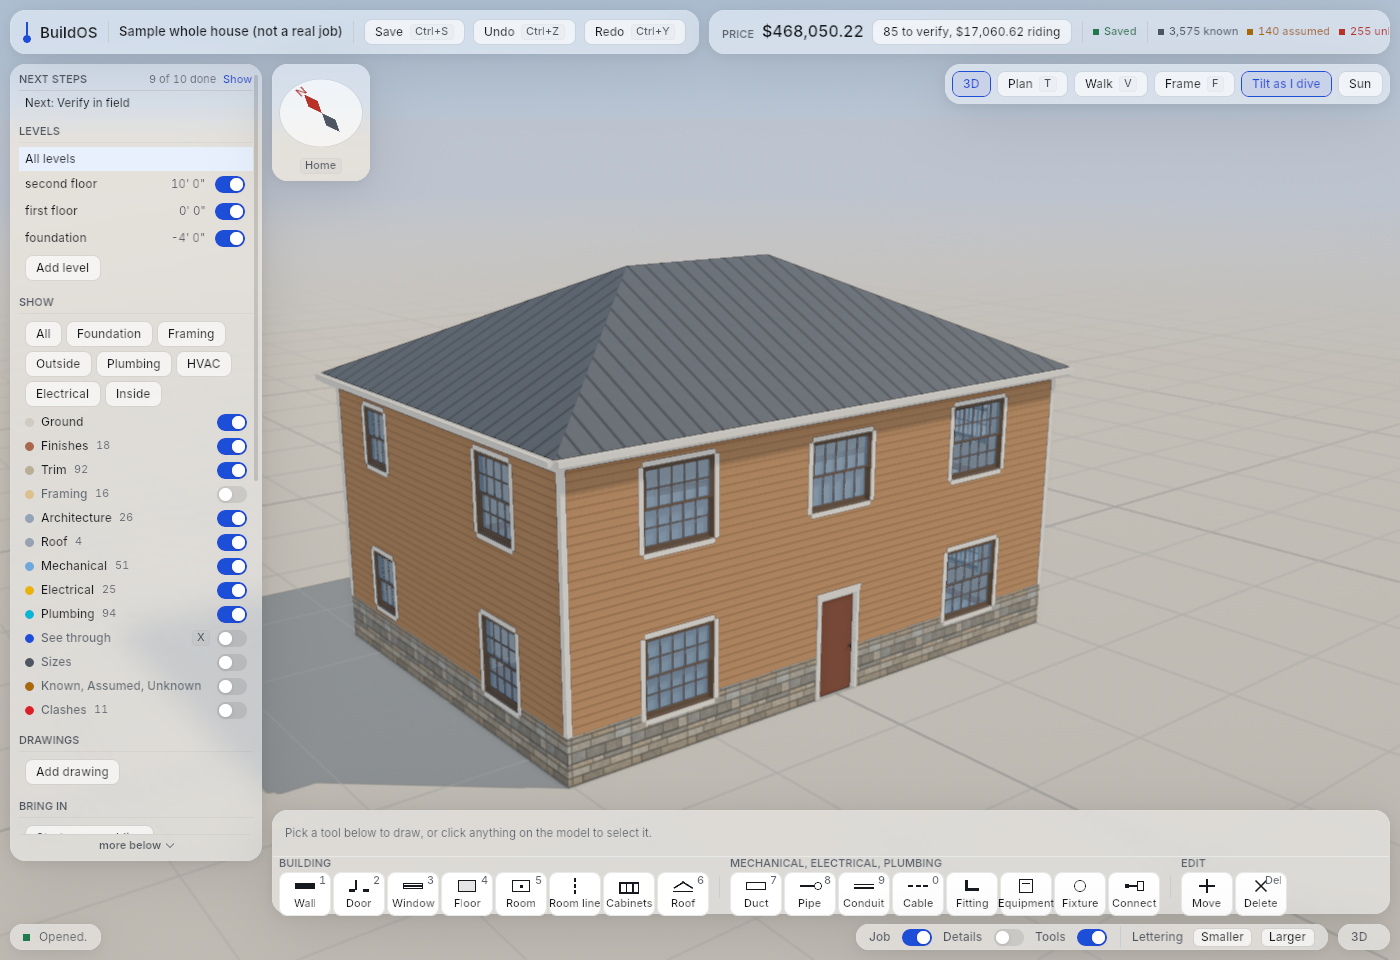 BuildOS
Sample whole house (not a real job)
Save Ctrl+S
Undo Ctrl+Z
Redo Ctrl+Y
PRICE $468,050.22
85 to verify, $17,060.62 riding
Saved
3,575 known
140 assumed
255 unl
NEXT STEPS 9 of 10 done Show
Next: Verify in field
LEVELS
All levels
second floor 10' 0"
first floor 0' 0"
foundation -4' 0"
Add level
SHOW
All Foundation Framing
Outside Plumbing HVAC
Electrical Inside
Ground
Finishes 18
Trim 92
Framing 16
Architecture 26
Roof 4
Mechanical 51
Electrical 25
Plumbing 94
See through X
Sizes
Known, Assumed, Unknown
Clashes 11
DRAWINGS
Add drawing
BRING IN
more below
N
Home
3D
Plan T
Walk V
Frame F
Tilt as I dive
Sun
Pick a tool below to draw, or click anything on the model to select it.
BUILDING
1 Wall
2 Door
3 Window
4 Floor
5 Room
Room line
Cabinets
6 Roof
MECHANICAL, ELECTRICAL, PLUMBING
7 Duct
8 Pipe
9 Conduit
0 Cable
Fitting
Equipment
Fixture
Connect
EDIT
Move
Del Delete
Opened.
Job Details Tools Lettering Smaller Larger 3D